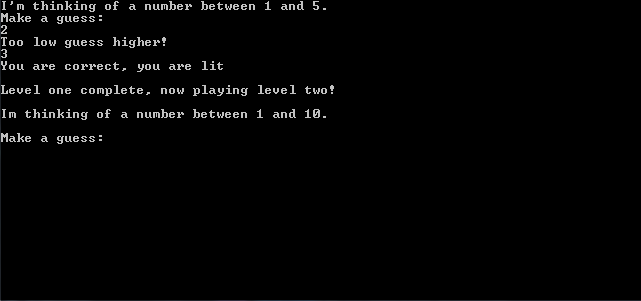 I'm thinking of a number between 1 and 5.
Make a guess:
2
Too low guess higher!
3
You are correct, you are lit
Level one complete, now playing level two!
Im thinking of a number between 1 and 10.
Make a guess: